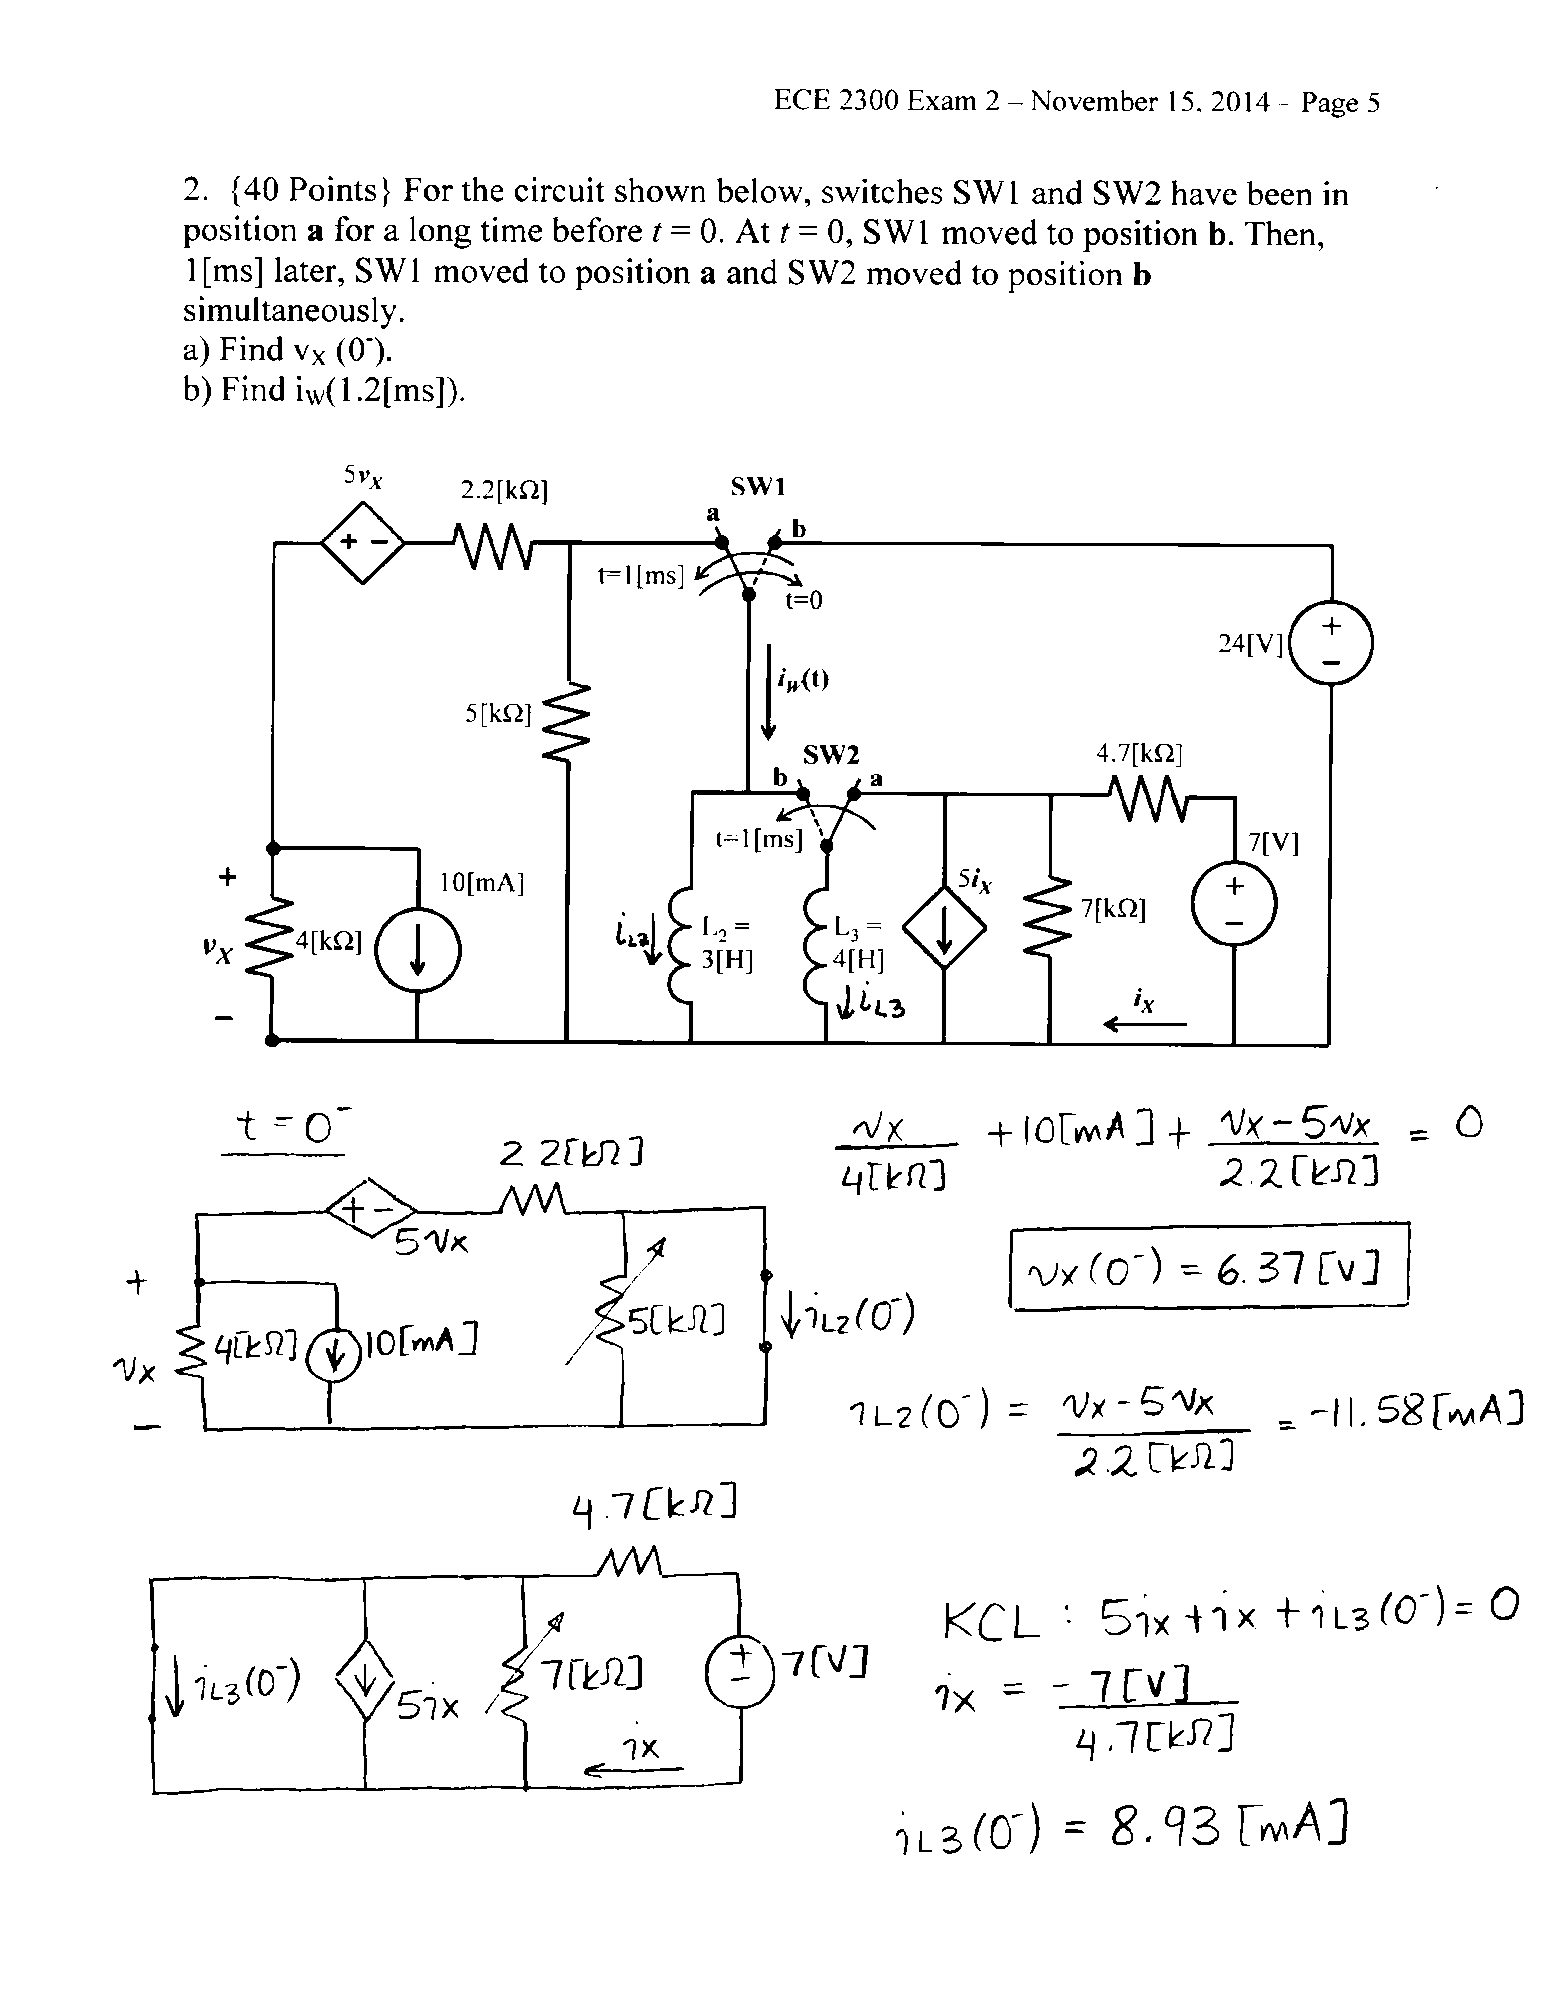 ECE 2300 Exam 2 – November 15, 2014 - Page 5
2. {40 Points} For the circuit shown below, switches SW1 and SW2 have been in
position a for a long time before t = 0. At t = 0, SW1 moved to position b. Then,
1[ms] later, SW1 moved to position a and SW2 moved to position b
simultaneously.
a) Find vX (0⁻).
b) Find iW(1.2[ms]).
5vX
2.2[kΩ]
SW1
a
b
+ -
t=1[ms]
t=0
24[V]
+
-
iW(t)
5[kΩ]
SW2
4.7[kΩ]
b
a
t=1[ms]
7[V]
+
10[mA]
5iX
+
-
7[kΩ]
vX
4[kΩ]
iL2
L2 =
3[H]
L3 =
4[H]
iL3
iX
-
t = 0⁻
2 2[kΩ]
vx/4[kΩ] + 10[mA] + (vx - 5vx)/2.2[kΩ] = 0
+ -
5vx
vx(0⁻) = 6.37[V]
+
4[kΩ]
10[mA]
5[kΩ]
iL2(0⁻)
vx
-
iL2(0⁻) = (vx - 5vx)/2.2[kΩ] = -11.58[mA]
4.7[kΩ]
KCL : 5ix + ix + iL3(0⁻) = 0
iL3(0⁻)
5ix
7[kΩ]
+
-
7[V]
ix = -7[V]/4.7[kΩ]
ix
iL3(0⁻) = 8.93[mA]